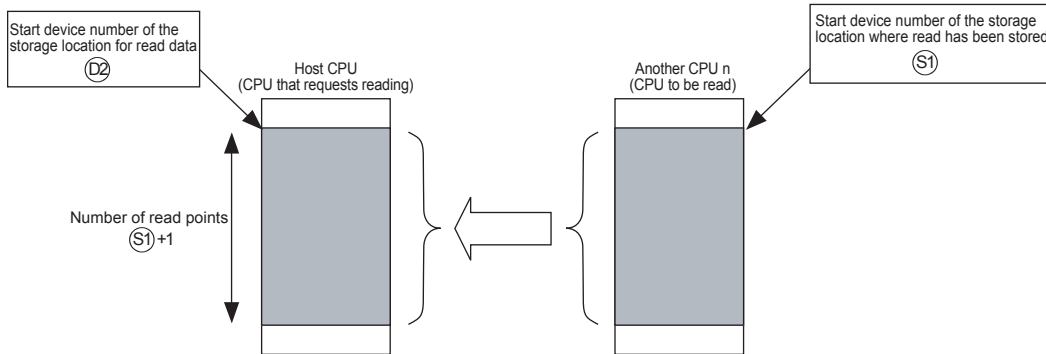 Start device number of the
storage location for read data
D2
Start device number of the storage
location where read has been stored
S1
Host CPU
(CPU that requests reading)
Another CPU n
(CPU to be read)
Number of read points
S1+1